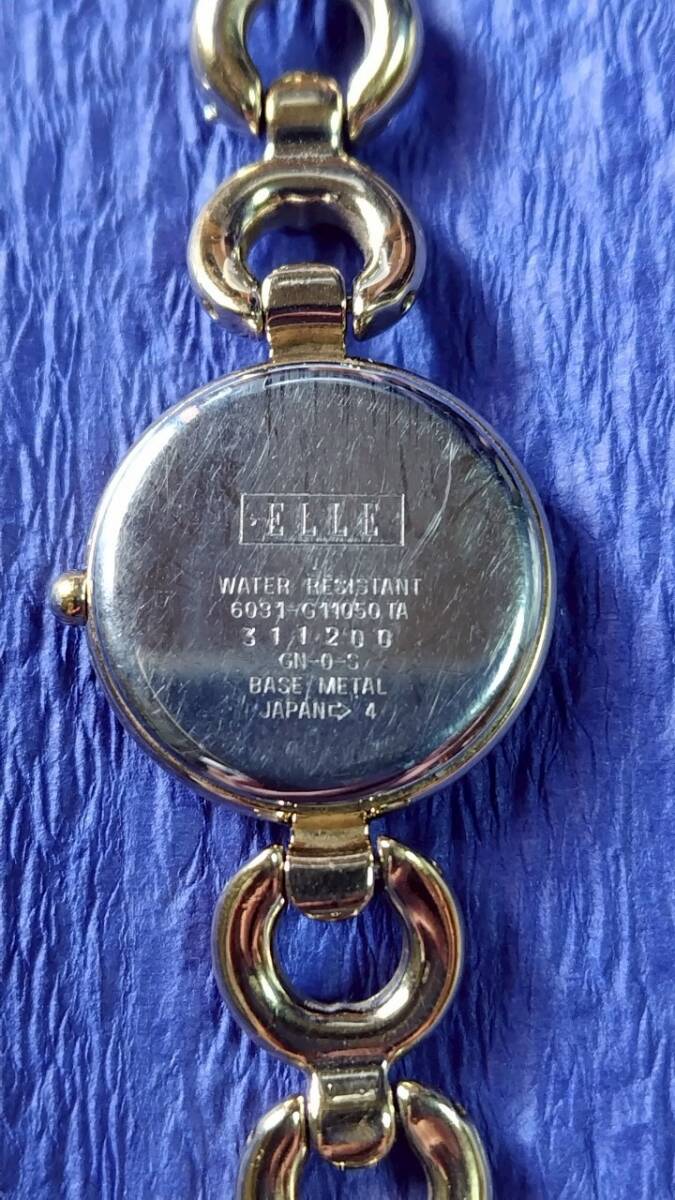 ELLE
WATER RESISTANT
6031-G11050 TA
311200
GN-0-S
BASE METAL
JAPAN⇨ 4